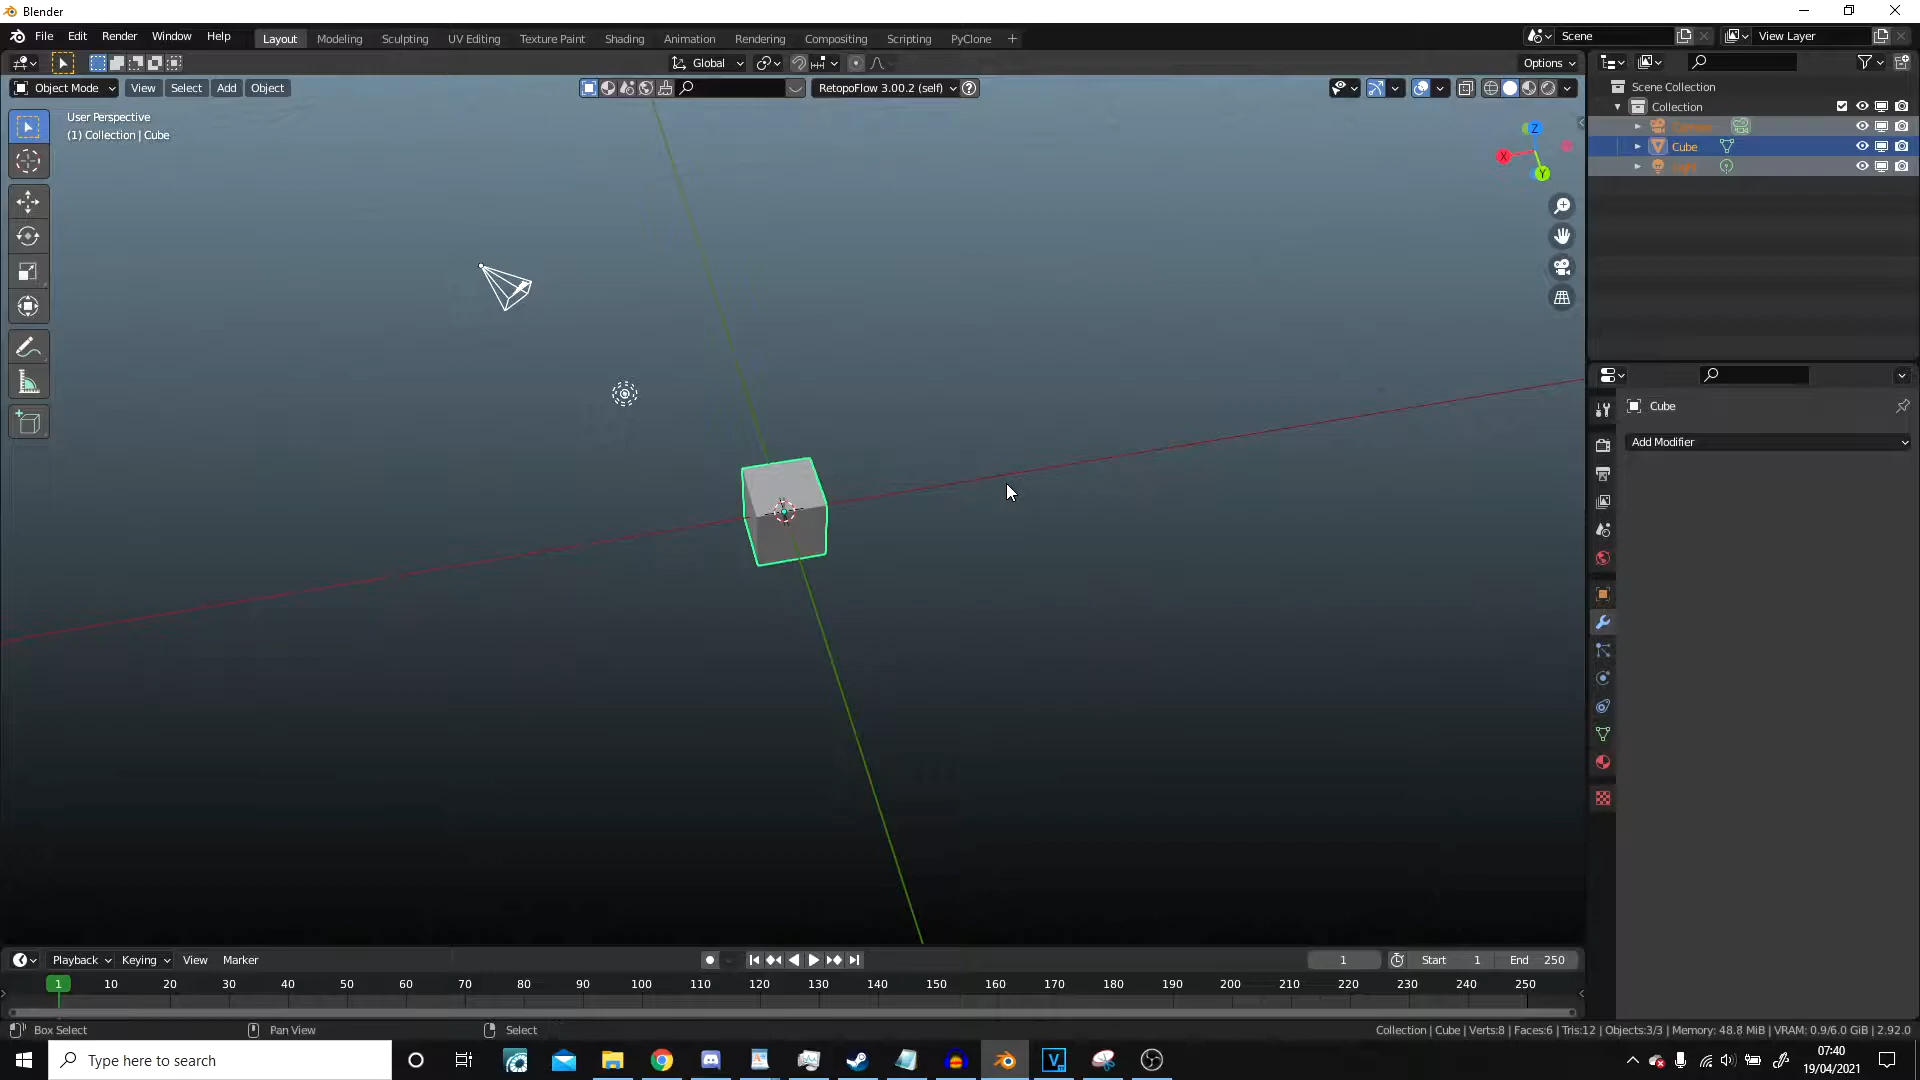 Blender
File Edit Render Window Help Layout Modeling Sculpting UV Editing Texture Paint Shading Animation Rendering Compositing Scripting PyClone + Scene View Layer
Global Options
Object Mode View Select Add Object RetopoFlow 3.00.2 (self)
User Perspective
(1) Collection | Cube
Z
X
Y
Scene Collection
Collection
Cube
Light
Cube
Add Modifier
Playback Keying View Marker 1 Start 1 End 250
1 10 20 30 40 50 60 70 80 90 100 110 120 130 140 150 160 170 180 190 200 210 220 230 240 250
Box Select Pan View Select Collection | Cube | Verts:8 | Faces:6 | Tris:12 | Objects:3/3 | Memory: 48.8 MiB | VRAM: 0.9/6.0 GiB | 2.92.0
Type here to search
07:40
19/04/2021